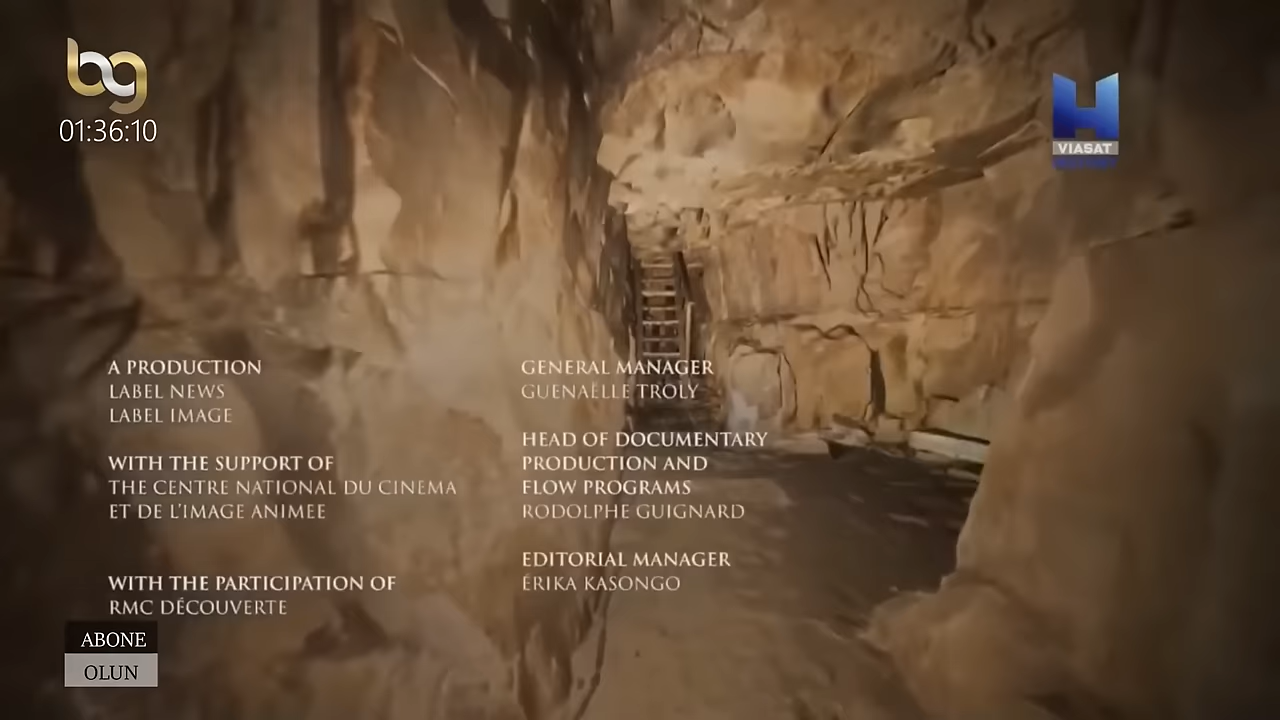 bg
01:36:10
VIASAT
A PRODUCTION
LABEL NEWS
LABEL IMAGE
WITH THE SUPPORT OF
THE CENTRE NATIONAL DU CINEMA
ET DE L'IMAGE ANIMEE
WITH THE PARTICIPATION OF
RMC DÉCOUVERTE
GENERAL MANAGER
GUENAËLLE TROLY
HEAD OF DOCUMENTARY
PRODUCTION AND
FLOW PROGRAMS
RODOLPHE GUIGNARD
EDITORIAL MANAGER
ERIKA KASONGO
ABONE
OLUN